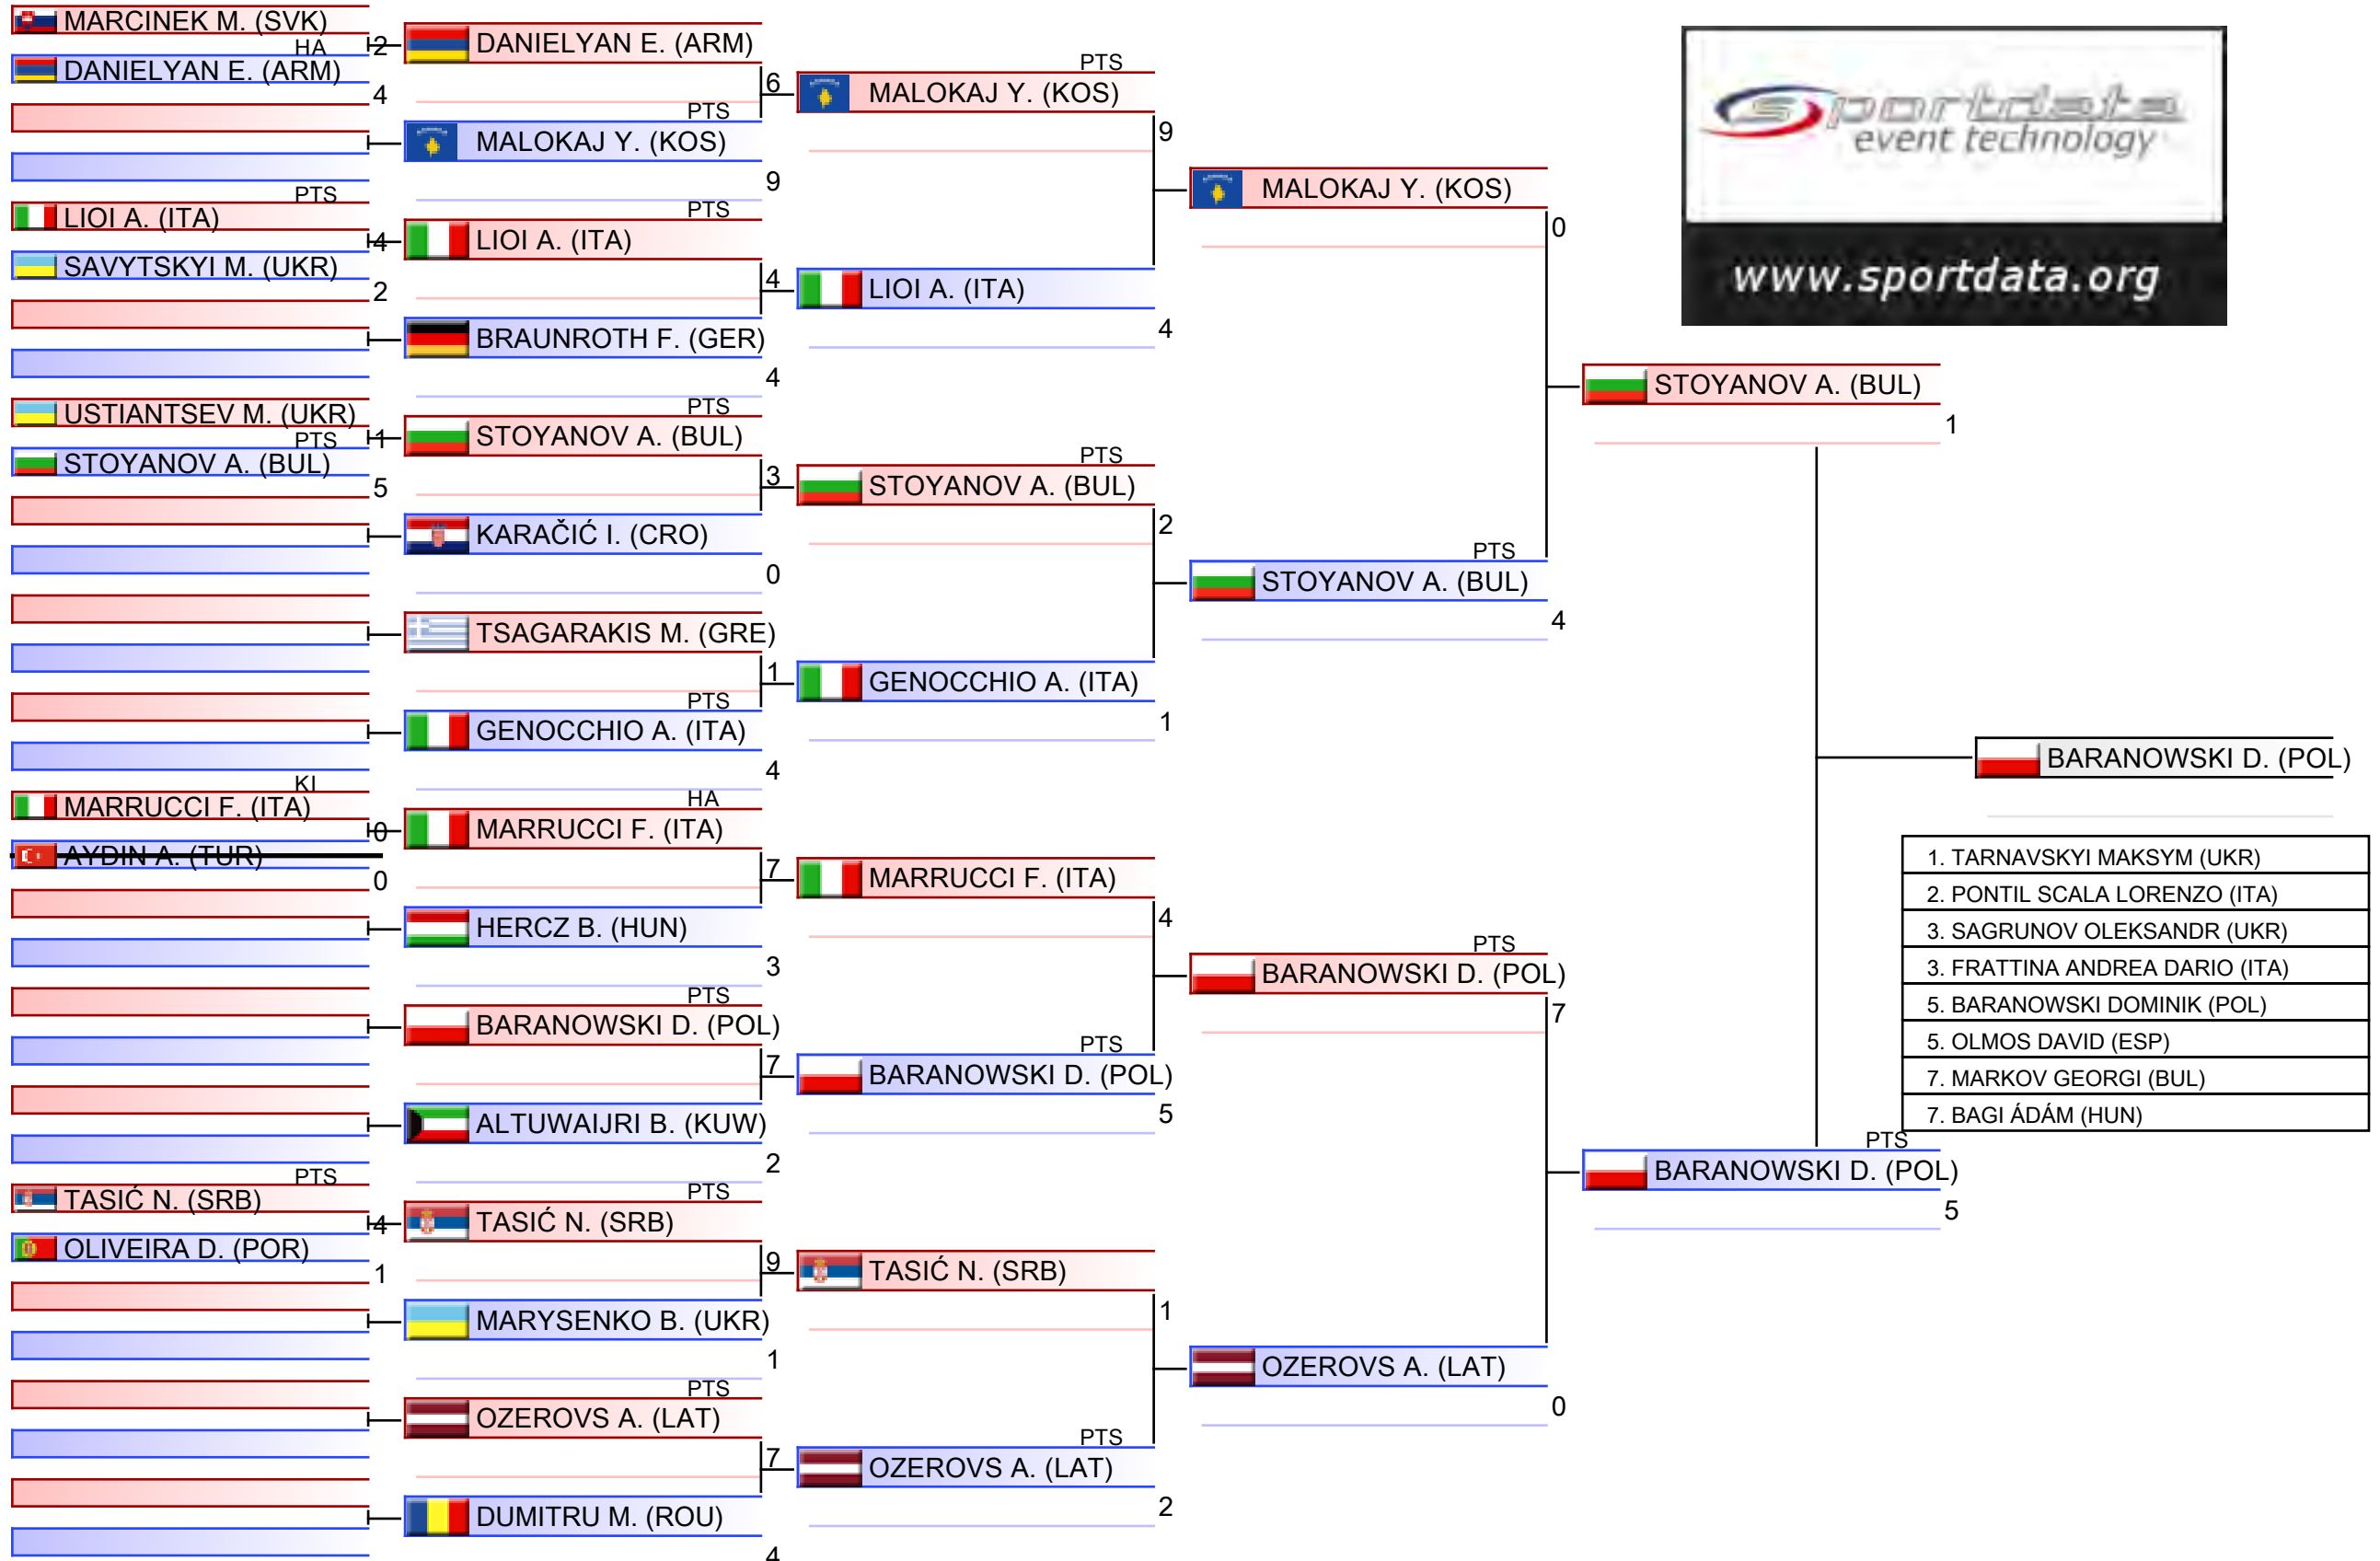 MARCINEK M. (SVK)
HA
2
DANIELYAN E. (ARM)
4
PTS
LIOI A. (ITA)
4
SAVYTSKYI M. (UKR)
2
USTIANTSEV M. (UKR)
PTS
1
STOYANOV A. (BUL)
5
KI
MARRUCCI F. (ITA)
0
AYDIN A. (TUR)
0
PTS
TASIĆ N. (SRB)
4
OLIVEIRA D. (POR)
1
DANIELYAN E. (ARM)
6
PTS
MALOKAJ Y. (KOS)
9
PTS
LIOI A. (ITA)
4
BRAUNROTH F. (GER)
4
PTS
STOYANOV A. (BUL)
3
KARAČIĆ I. (CRO)
0
TSAGARAKIS M. (GRE)
1
PTS
GENOCCHIO A. (ITA)
4
HA
MARRUCCI F. (ITA)
7
HERCZ B. (HUN)
3
PTS
BARANOWSKI D. (POL)
7
ALTUWAIJRI B. (KUW)
2
PTS
TASIĆ N. (SRB)
9
MARYSENKO B. (UKR)
1
PTS
OZEROVS A. (LAT)
7
DUMITRU M. (ROU)
4
PTS
MALOKAJ Y. (KOS)
9
LIOI A. (ITA)
4
PTS
STOYANOV A. (BUL)
2
GENOCCHIO A. (ITA)
1
MARRUCCI F. (ITA)
4
PTS
BARANOWSKI D. (POL)
5
TASIĆ N. (SRB)
1
PTS
OZEROVS A. (LAT)
2
MALOKAJ Y. (KOS)
0
PTS
STOYANOV A. (BUL)
4
PTS
BARANOWSKI D. (POL)
7
OZEROVS A. (LAT)
0
STOYANOV A. (BUL)
1
PTS
BARANOWSKI D. (POL)
5
BARANOWSKI D. (POL)
sportdata
event technology
www.sportdata.org
1. TARNAVSKYI MAKSYM (UKR)
2. PONTIL SCALA LORENZO (ITA)
3. SAGRUNOV OLEKSANDR (UKR)
3. FRATTINA ANDREA DARIO (ITA)
5. BARANOWSKI DOMINIK (POL)
5. OLMOS DAVID (ESP)
7. MARKOV GEORGI (BUL)
7. BAGI ÁDÁM (HUN)